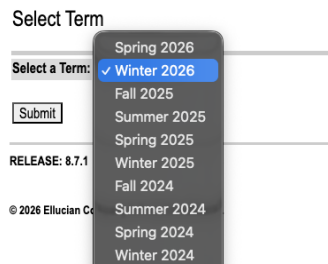 Select Term
Spring 2026
Select a Term: ✓ Winter 2026
Fall 2025
Submit Summer 2025
Spring 2025
RELEASE: 8.7.1 Winter 2025
Fall 2024
© 2026 Ellucian Summer 2024
Spring 2024
Winter 2024